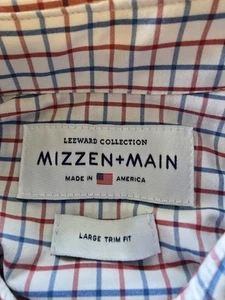 LEEWARD COLLECTION
MIZZEN+MAIN
MADE IN AMERICA
LARGE TRIM FIT